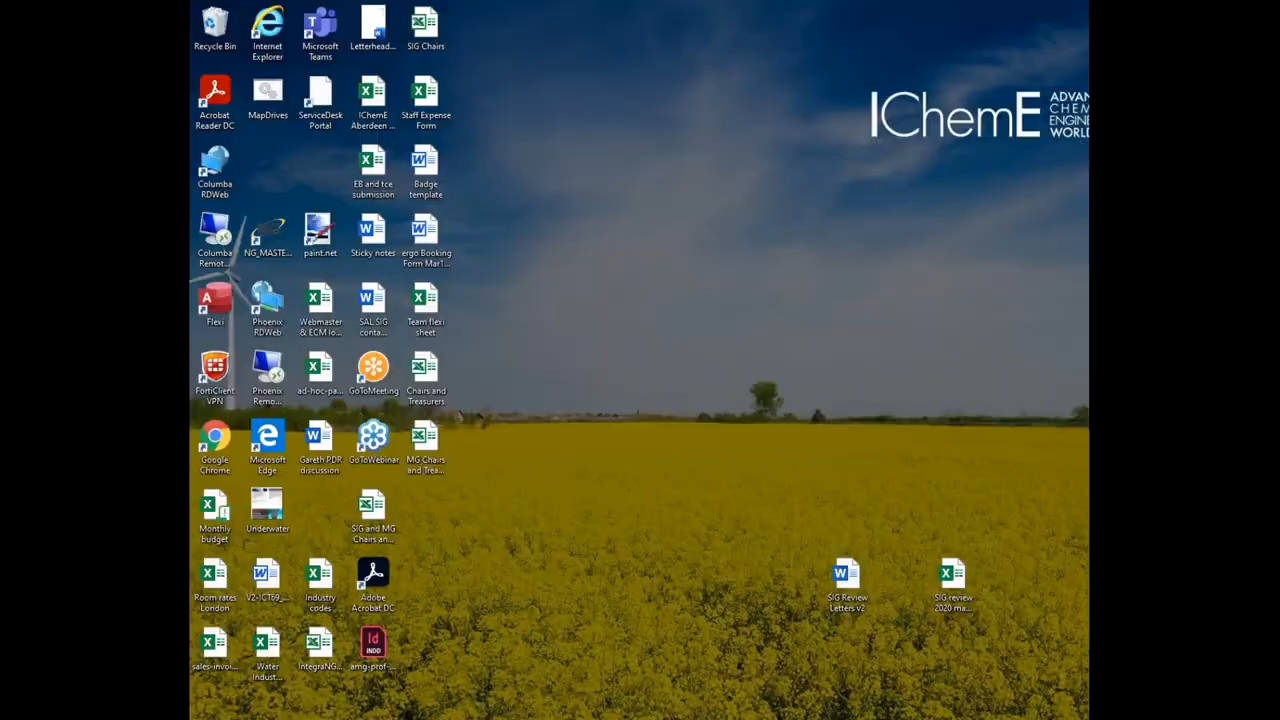 Recycle Bin
Internet
Explorer
Microsoft
Teams
Letterhead...
SIG Chairs
Acrobat
Reader DC
MapDrives
ServiceDesk
Portal
IChemE
Aberdeen ...
Staff Expense
Form
Columba
RDWeb
EB and tce
submission
Badge
template
Columba
Remot...
NG_MASTE...
paint.net
Sticky notes
ergo Booking
Form Mar1...
Flexi
Phoenix
RDWeb
Webmaster
& ECM lo...
SAL SIG
conta...
Team flexi
sheet
FortiClient
VPN
Phoenix
Remo...
ad-hoc-pa...
GoToMeeting
Chairs and
Treasurers
Google
Chrome
Microsoft
Edge
Gareth PDR
discussion
GoToWebinar
MG Chairs
and Trea...
Monthly
budget
Underwater
SIG and MG
Chairs an...
Room rates
London
V2-ICT69_...
Industry
codes
Adobe
Acrobat DC
sales-invoi...
Water
Indust...
IntegraNG...
Id
INDD
amg-prof-...
SIG Review
Letters v2
SIG review
2020 ma...
IChemE
ADVAN
CHEM
ENGINE
WORLD